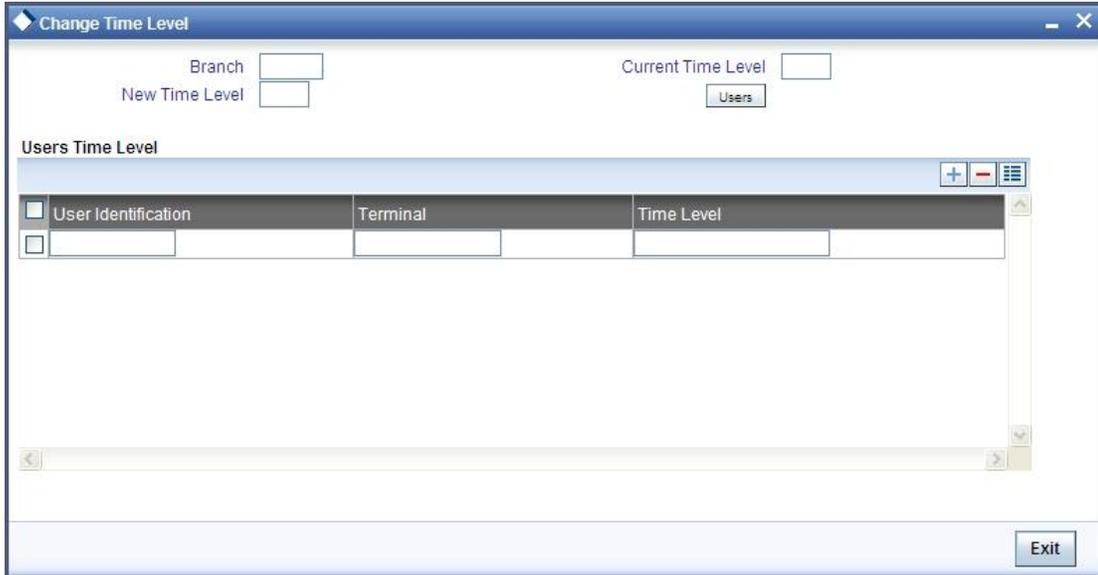 Change Time Level
Branch
Current Time Level
New Time Level
Users
Users Time Level
User Identification
Terminal
Time Level
Exit